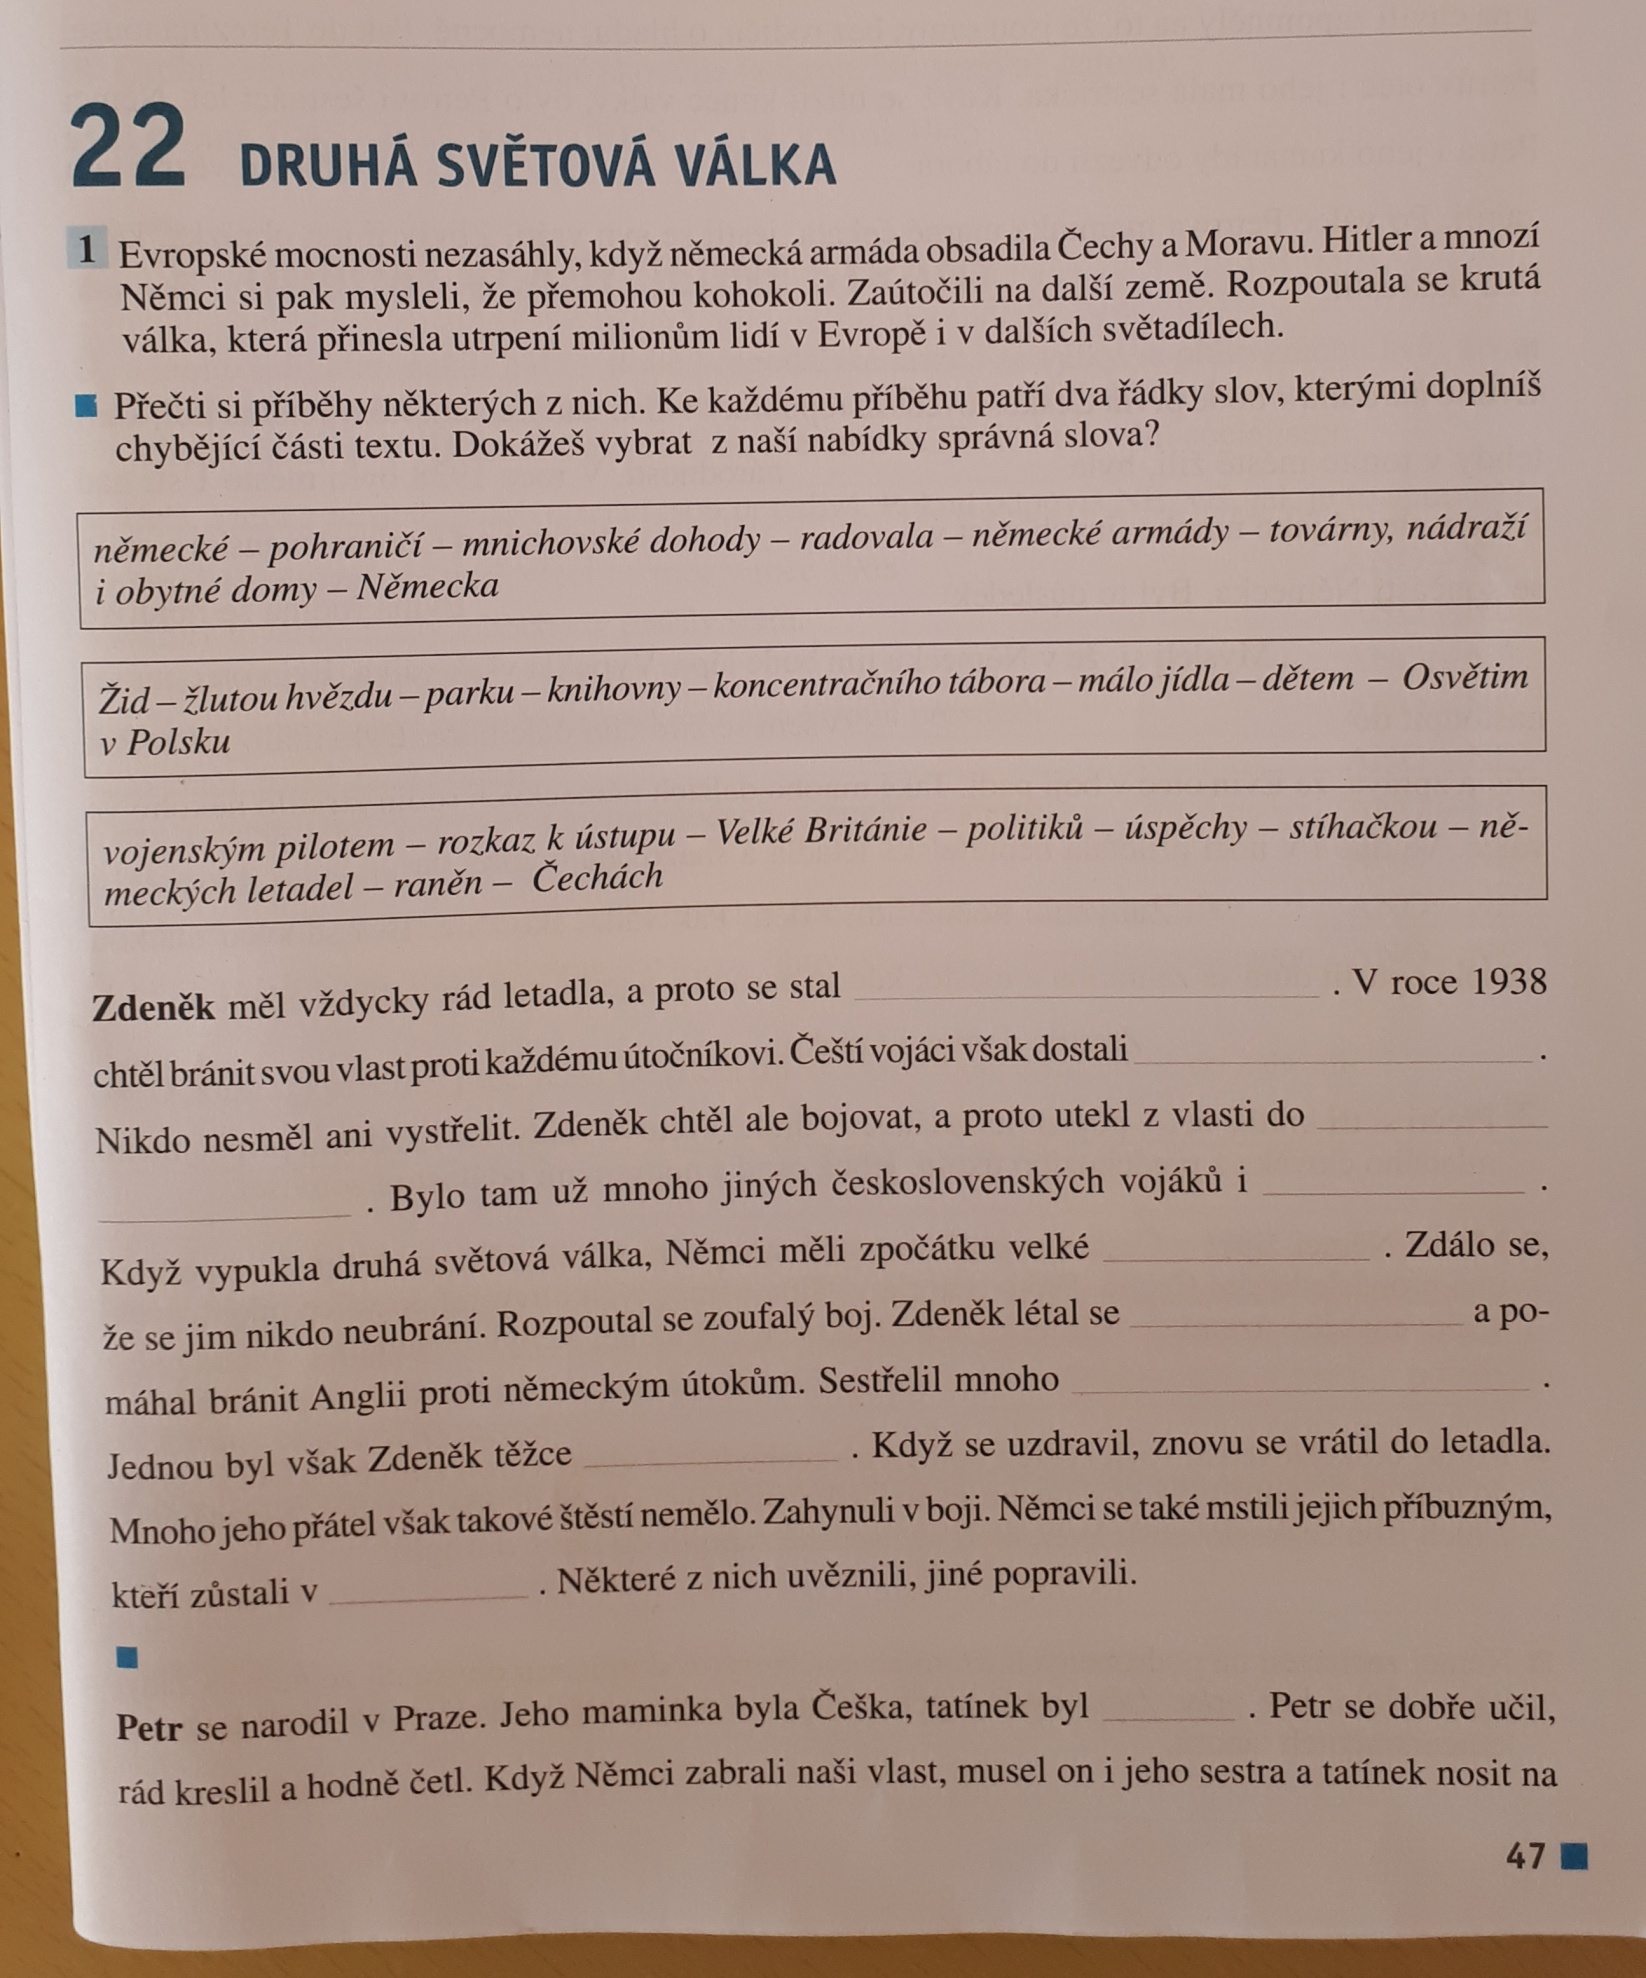 22 DRUHÁ SVĚTOVÁ VÁLKA
1 Evropské mocnosti nezasáhly, když německá armáda obsadila Čechy a Moravu. Hitler a mnozí
Němci si pak mysleli, že přemohou kohokoli. Zaútočili na další země. Rozpoutala se krutá
válka, která přinesla utrpení milionům lidí v Evropě i v dalších světadílech.
Přečti si příběhy některých z nich. Ke každému příběhu patří dva řádky slov, kterými doplníš
chybějící části textu. Dokážeš vybrat z naší nabídky správná slova?
německé – pohraničí – mnichovské dohody – radovala – německé armády – továrny, nádraží
i obytné domy – Německa
Žid – žlutou hvězdu – parku – knihovny – koncentračního tábora – málo jídla – dětem – Osvětim
v Polsku
vojenským pilotem – rozkaz k ústupu – Velké Británie – politiků – úspěchy – stíhačkou – ně-
meckých letadel – raněn – Čechách
Zdeněk měl vždycky rád letadla, a proto se stal ____________ . V roce 1938
chtěl bránit svou vlast proti každému útočníkovi. Čeští vojáci však dostali ____________ .
Nikdo nesměl ani vystřelit. Zdeněk chtěl ale bojovat, a proto utekl z vlasti do ____________
____________ . Bylo tam už mnoho jiných československých vojáků i ____________ .
Když vypukla druhá světová válka, Němci měli zpočátku velké ____________ . Zdálo se,
že se jim nikdo neubrání. Rozpoutal se zoufalý boj. Zdeněk létal se ____________ a po-
máhal bránit Anglii proti německým útokům. Sestřelil mnoho ____________ .
Jednou byl však Zdeněk těžce ____________ . Když se uzdravil, znovu se vrátil do letadla.
Mnoho jeho přátel však takové štěstí nemělo. Zahynuli v boji. Němci se také mstili jejich příbuzným,
kteří zůstali v ____________ . Některé z nich uvěznili, jiné popravili.
Petr se narodil v Praze. Jeho maminka byla Češka, tatínek byl ____________ . Petr se dobře učil,
rád kreslil a hodně četl. Když Němci zabrali naši vlast, musel on i jeho sestra a tatínek nosit na
47